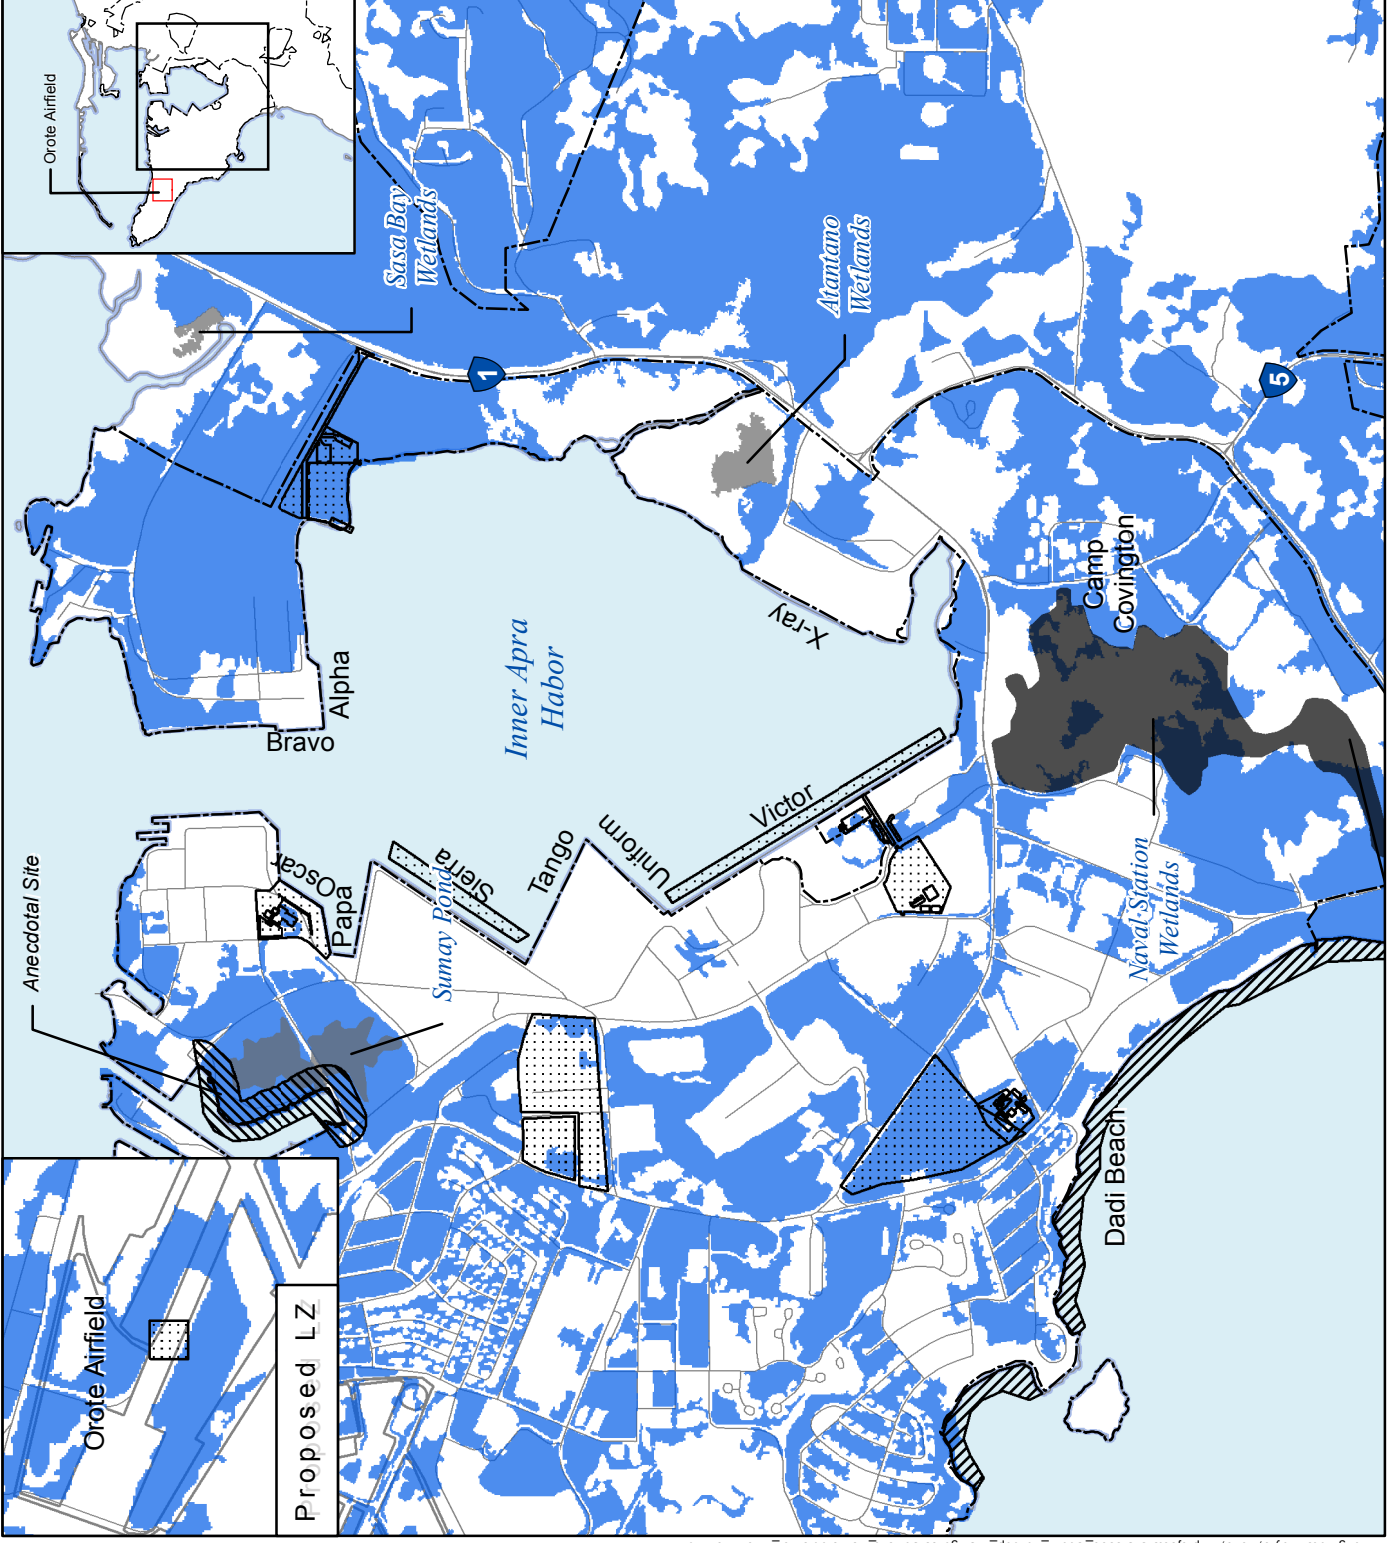 Orote Airfield
Sasa Bay
Wetlands
Atantano
Wetlands
1
5
Camp
Covington
X-ray
Inner Apra
Habor
Alpha
Bravo
Anecdotal Site
Oscar
Papa
Sierra
Sumay Pond
Tango
Uniform
Victor
Naval Station
Wetlands
Dadi Beach
Orote Airfield
Proposed LZ